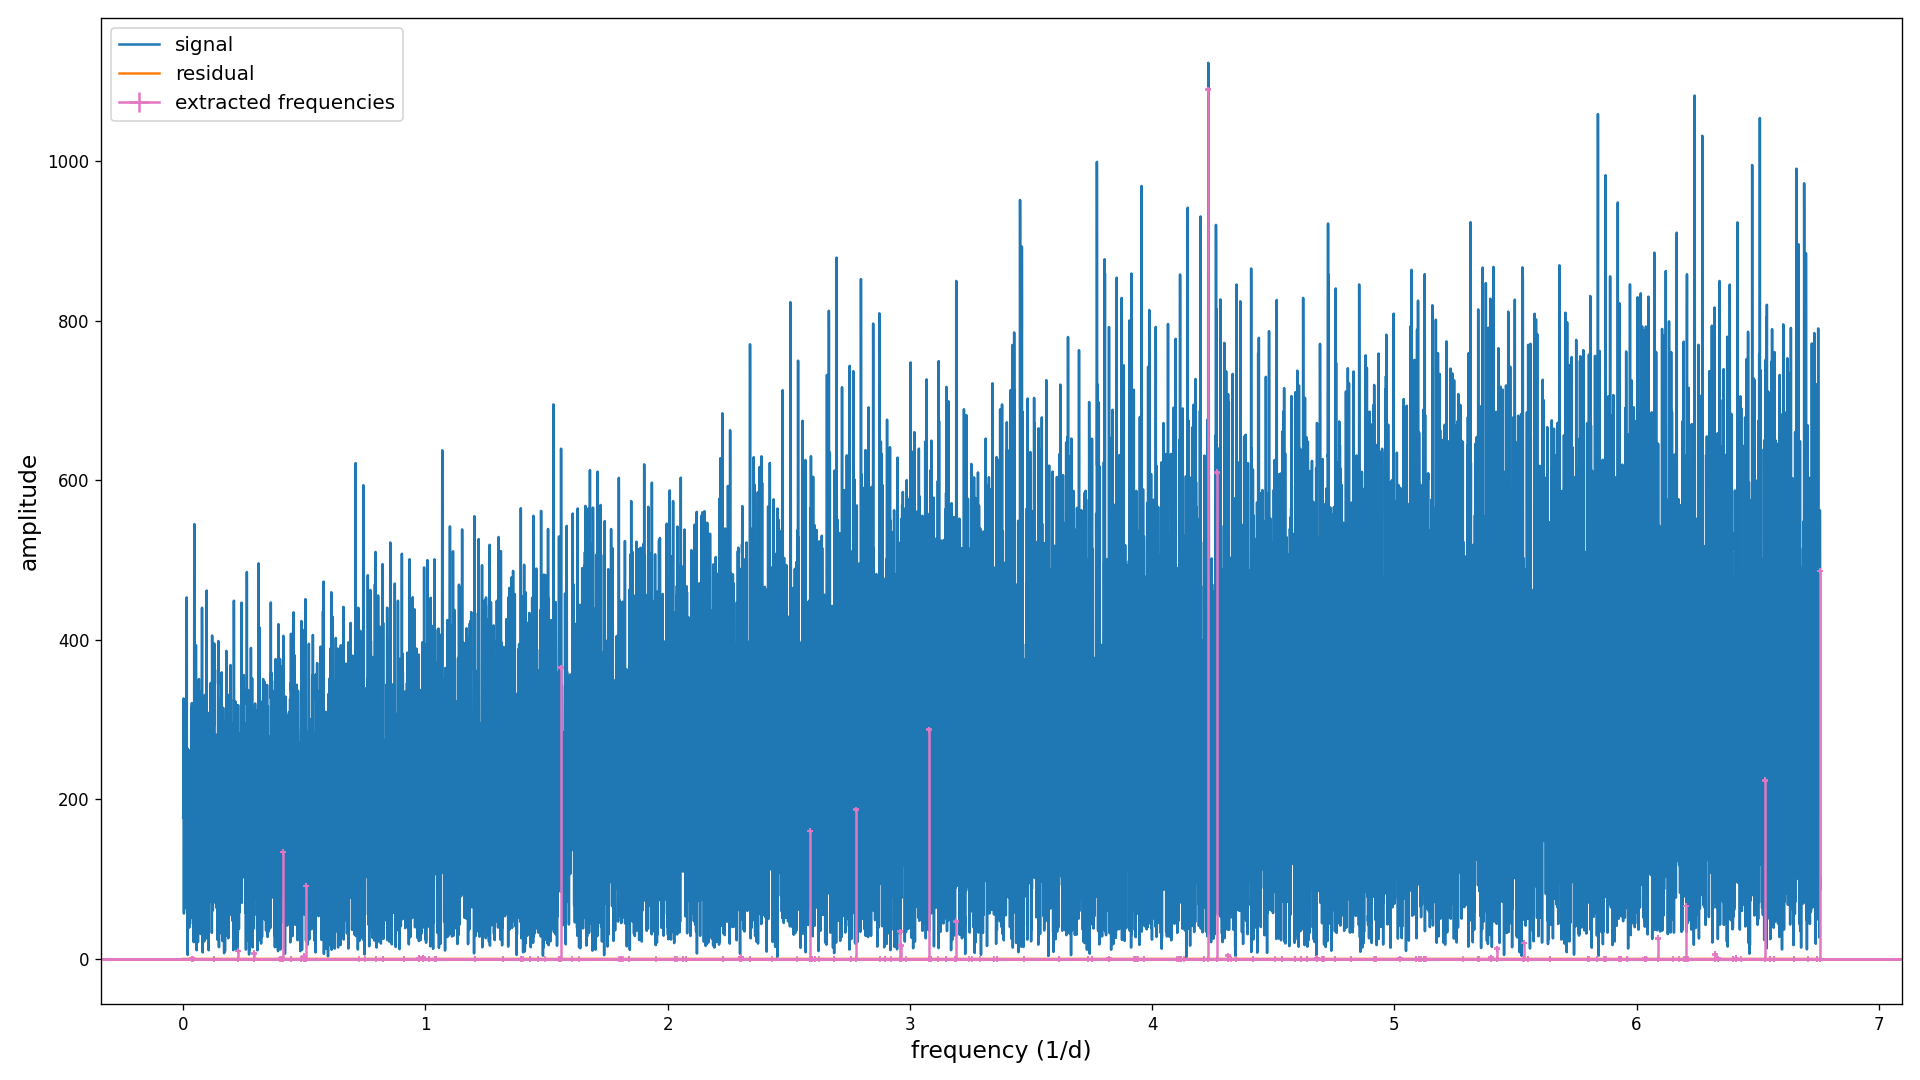 signal
residual
extracted frequencies
1000
800
600
400
200
0
amplitude
0 1 2 3 4 5 6 7
frequency (1/d)